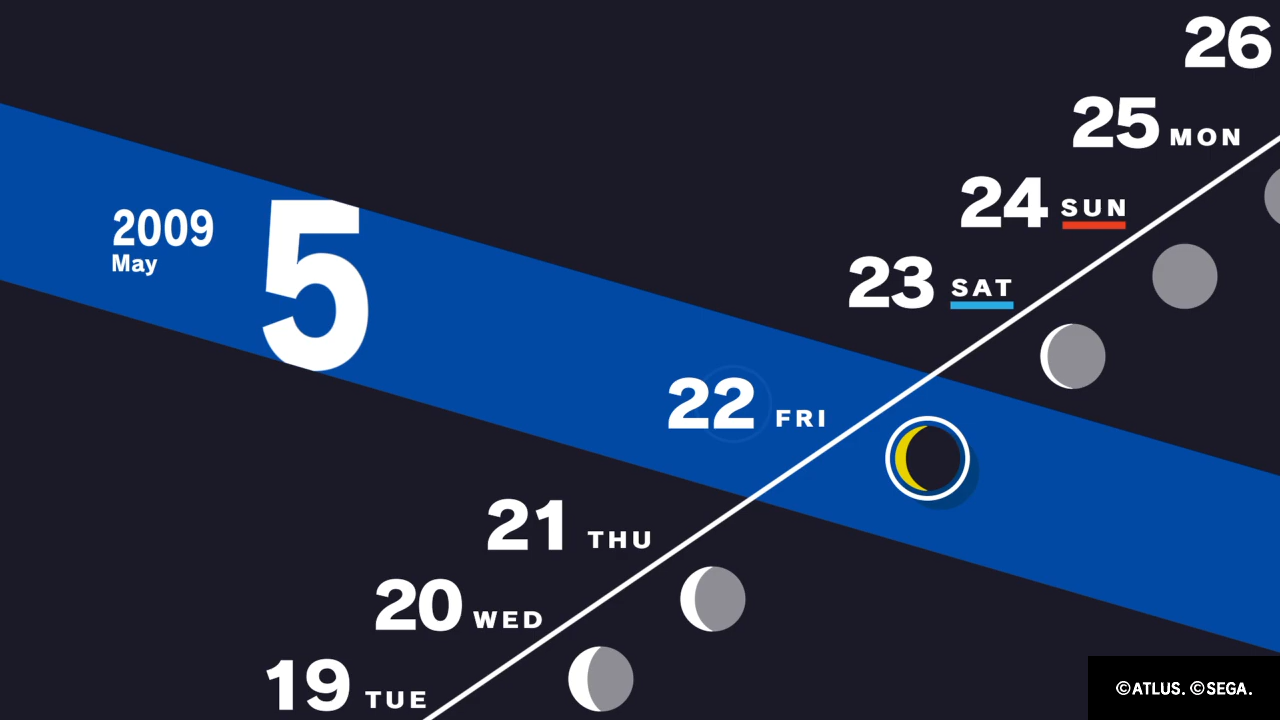 26
25 MON
24 SUN
23 SAT
2009
May
5
22 FRI
21 THU
20 WED
19 TUE
©ATLUS. ©SEGA.